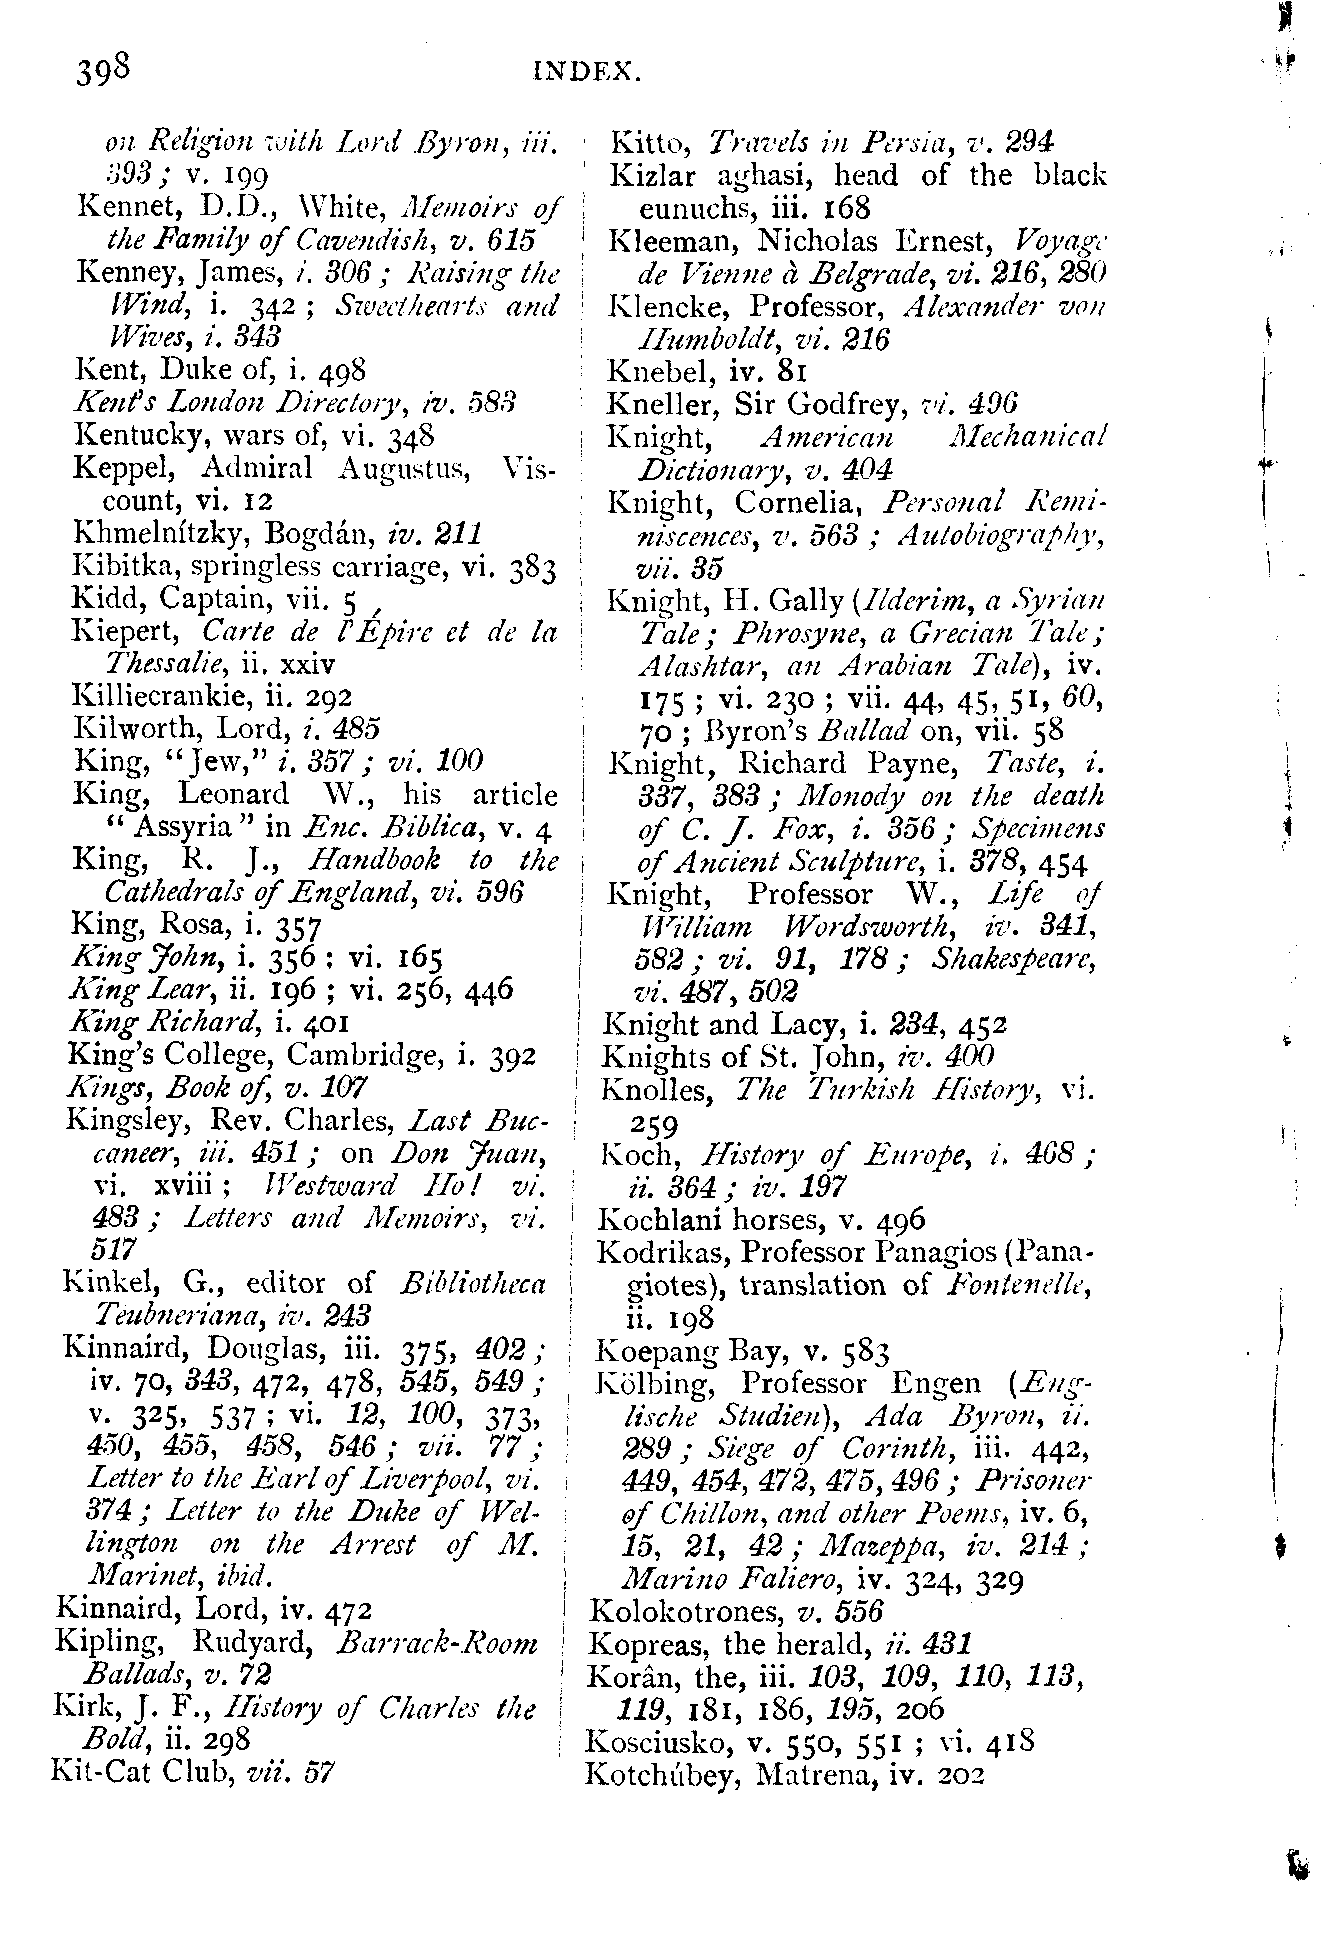 398
INDEX.
on Religion with Lord Byron, iii.
393 ; v. 199
Kennet, D.D., White, Memoirs of
the Family of Cavendish, v. 615
Kenney, James, i. 306 ; Raising the
Wind, i. 342 ; Sweethearts and
Wives, i. 343
Kent, Duke of, i. 498
Kent's London Directory, iv. 583
Kentucky, wars of, vi. 348
Keppel, Admiral Augustus, Vis-
count, vi. 12
Khmelnítzky, Bogdán, iv. 211
Kibitka, springless carriage, vi. 383
Kidd, Captain, vii. 5
Kiepert, Carte de l'Épire et de la
Thessalie, ii. xxiv
Killiecrankie, ii. 292
Kilworth, Lord, i. 485
King, "Jew," i. 357 ; vi. 100
King, Leonard W., his article
" Assyria " in Enc. Biblica, v. 4
King, R. J., Handbook to the
Cathedrals of England, vi. 596
King, Rosa, i. 357
King John, i. 356 ; vi. 165
King Lear, ii. 196 ; vi. 256, 446
King Richard, i. 401
King's College, Cambridge, i. 392
Kings, Book of, v. 107
Kingsley, Rev. Charles, Last Buc-
caneer, iii. 451 ; on Don Juan,
vi. xviii ; Westward Ho! vi.
483 ; Letters and Memoirs, vi.
517
Kinkel, G., editor of Bibliotheca
Teubneriana, iv. 243
Kinnaird, Douglas, iii. 375, 402 ;
iv. 70, 343, 472, 478, 545, 549 ;
v. 325, 537 ; vi. 12, 100, 373,
450, 455, 458, 546 ; vii. 77 ;
Letter to the Earl of Liverpool, vi.
374 ; Letter to the Duke of Wel-
lington on the Arrest of M.
Marinet, ibid.
Kinnaird, Lord, iv. 472
Kipling, Rudyard, Barrack-Room
Ballads, v. 72
Kirk, J. F., History of Charles the
Bold, ii. 298
Kit-Cat Club, vii. 57
Kitto, Travels in Persia, v. 294
Kizlar aghasi, head of the black
eunuchs, iii. 168
Kleeman, Nicholas Ernest, Voyage
de Vienne à Belgrade, vi. 216, 280
Klencke, Professor, Alexander von
Humboldt, vi. 216
Knebel, iv. 81
Kneller, Sir Godfrey, vi. 496
Knight, American Mechanical
Dictionary, v. 404
Knight, Cornelia, Personal Remi-
niscences, v. 563 ; Autobiography,
vii. 35
Knight, H. Gally (Ilderim, a Syrian
Tale ; Phrosyne, a Grecian Tale ;
Alashtar, an Arabian Tale), iv.
175 ; vi. 230 ; vii. 44, 45, 51, 60,
70 ; Byron's Ballad on, vii. 58
Knight, Richard Payne, Taste, i.
337, 383 ; Monody on the death
of C. J. Fox, i. 356 ; Specimens
of Ancient Sculpture, i. 378, 454
Knight, Professor W., Life of
William Wordsworth, iv. 341,
582 ; vi. 91, 178 ; Shakespeare,
vi. 487, 502
Knight and Lacy, i. 234, 452
Knights of St. John, iv. 400
Knolles, The Turkish History, vi.
259
Koch, History of Europe, i. 468 ;
ii. 364 ; iv. 197
Kochlani horses, v. 496
Kodrikas, Professor Panagios (Pana-
giotes), translation of Fontenelle,
ii. 198
Koepang Bay, v. 583
Kölbing, Professor Engen (Eng-
lische Studien), Ada Byron, ii.
289 ; Siege of Corinth, iii. 442,
449, 454, 472, 475, 496 ; Prisoner
of Chillon, and other Poems, iv. 6,
15, 21, 42 ; Mazeppa, iv. 214 ;
Marino Faliero, iv. 324, 329
Kolokotrones, v. 556
Kopreas, the herald, ii. 431
Korân, the, iii. 103, 109, 110, 113,
119, 181, 186, 195, 206
Kosciusko, v. 550, 551 ; vi. 418
Kotchúbey, Matrena, iv. 202